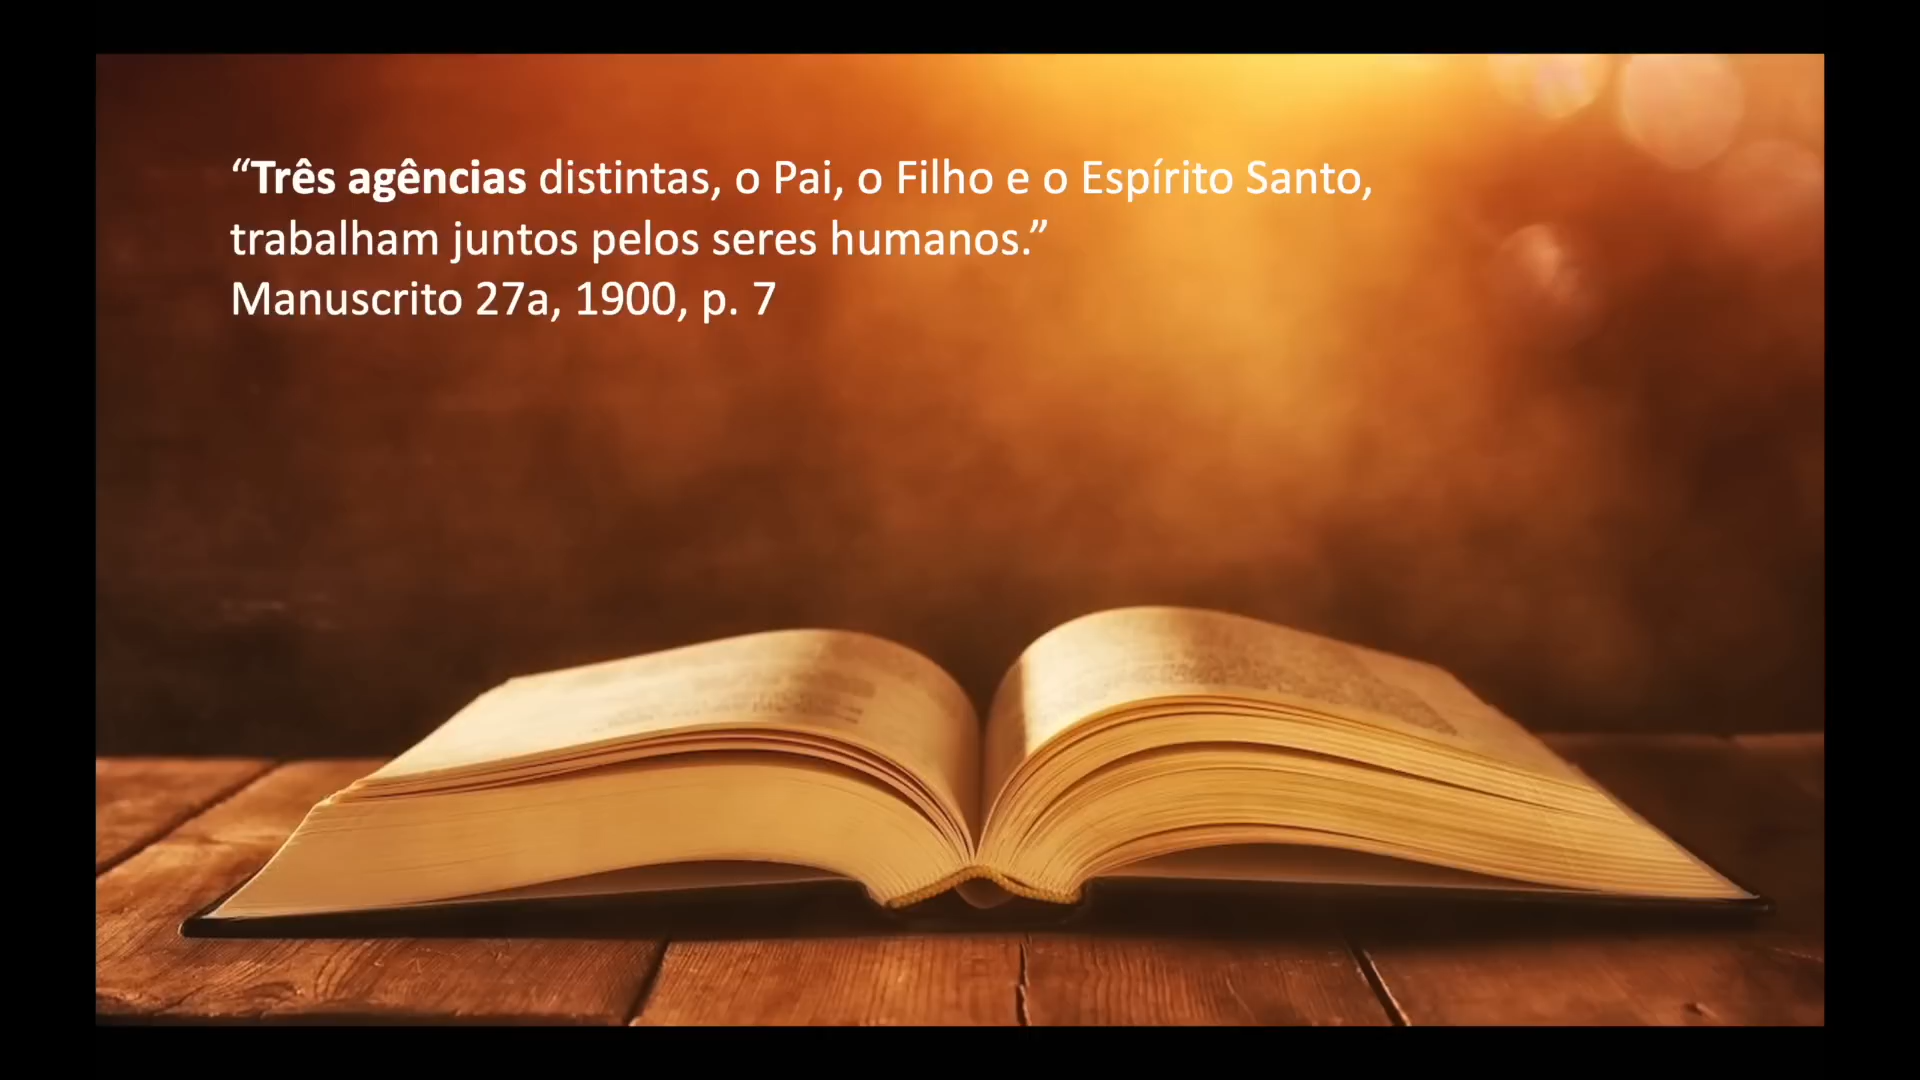 “Três agências distintas, o Pai, o Filho e o Espírito Santo,
trabalham juntos pelos seres humanos.”
Manuscrito 27a, 1900, p. 7